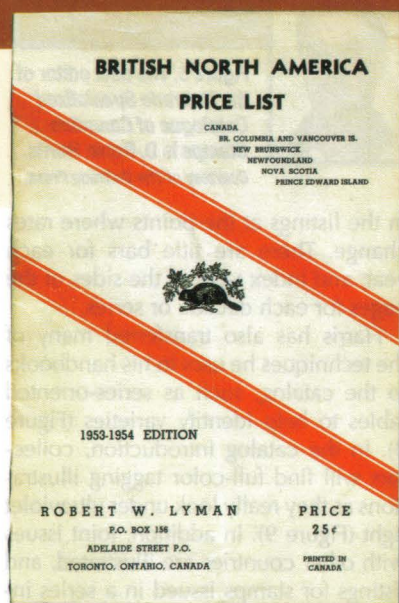 BRITISH NORTH AMERICA
PRICE LIST
CANADA
BR. COLUMBIA AND VANCOUVER IS.
NEW BRUNSWICK
NEWFOUNDLAND
NOVA SCOTIA
PRINCE EDWARD ISLAND
1953-1954 EDITION
ROBERT W. LYMAN
P.O. BOX 156
ADELAIDE STREET P.O.
TORONTO, ONTARIO, CANADA
PRICE
25¢
PRINTED IN
CANADA